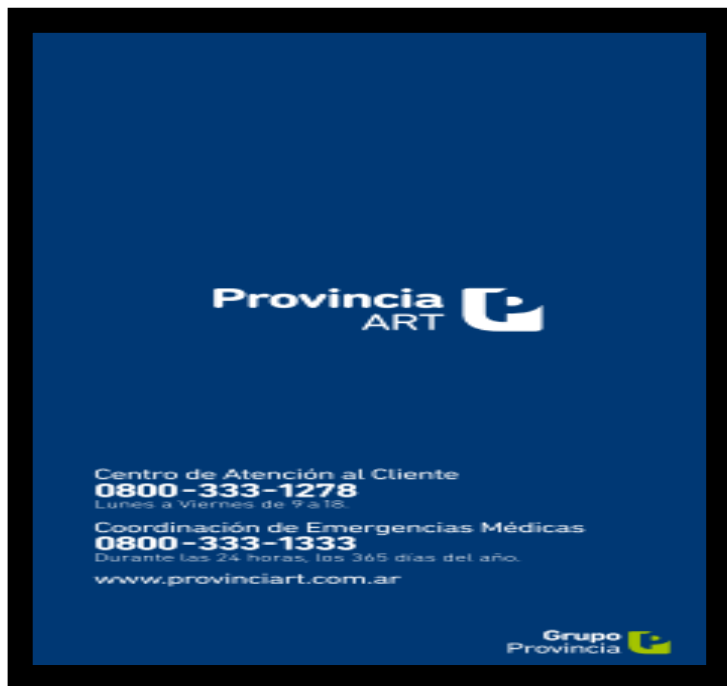 Provincia
ART
Centro de Atención al Cliente
0800-333-1278
Lunes a Viernes de 9 a 18.
Coordinación de Emergencias Médicas
0800-333-1333
Durante las 24 horas, los 365 días del año.
www.provinciart.com.ar
Grupo
Provincia